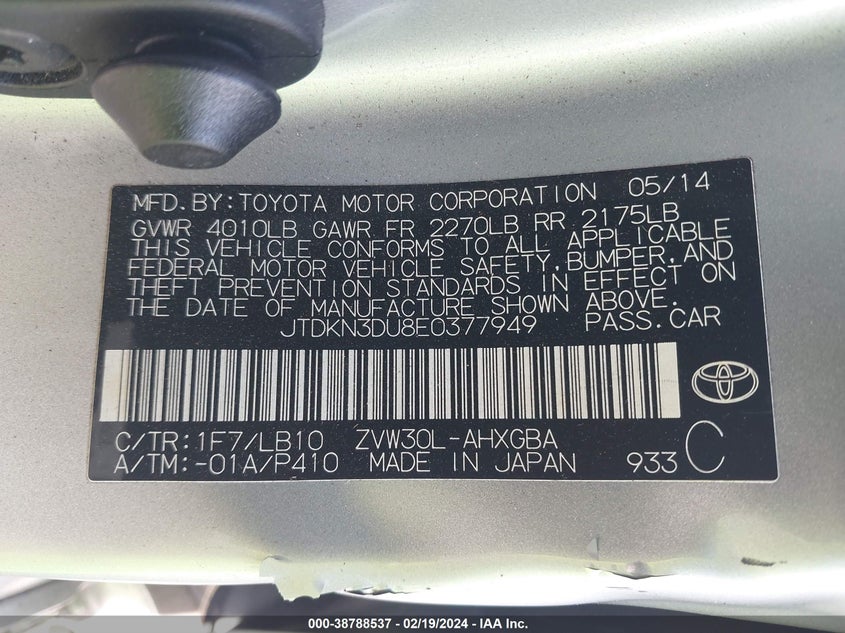 MFD. BY: TOYOTA MOTOR CORPORATION 05/14
GVWR 4010LB GAWR FR 2270LB RR 2175LB
THIS VEHICLE CONFORMS TO ALL APPLICABLE
FEDERAL MOTOR VEHICLE SAFETY, BUMPER, AND
THEFT PREVENTION STANDARDS IN EFFECT ON
THE DATE OF MANUFACTURE SHOWN ABOVE.
JTDKN3DU8E0377949 PASS. CAR
C/TR: 1F7/LB10 ZVW30L-AHXGBA
A/TM: -01A/P410 MADE IN JAPAN 933 C
000-38788537 - 02/19/2024 - IAA Inc.